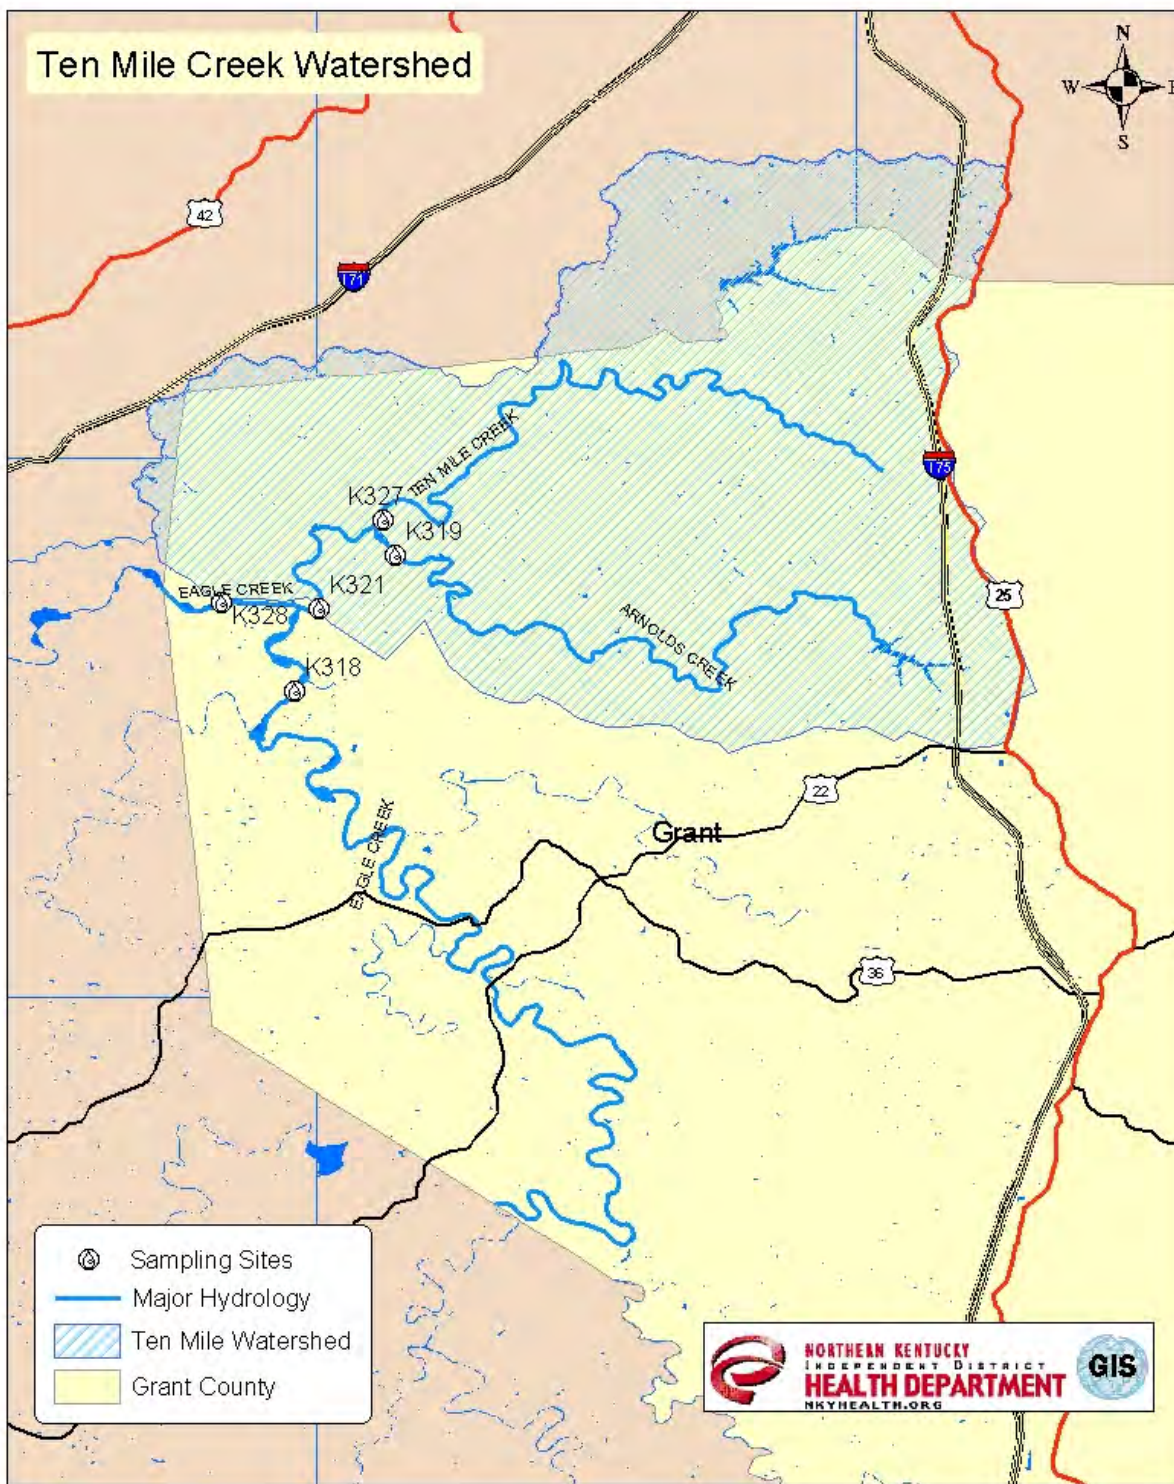 Ten Mile Creek Watershed
N
W
E
S
42
171
TEN MILE CREEK
175
K327
K319
EAGLE CREEK
K321
25
K328
ARNOLDS CREEK
K318
22
EAGLE CREEK
Grant
36
Sampling Sites
Major Hydrology
Ten Mile Watershed
Grant County
NORTHERN KENTUCKY
INDEPENDENT DISTRICT
HEALTH DEPARTMENT
NKYHEALTH.ORG
GIS